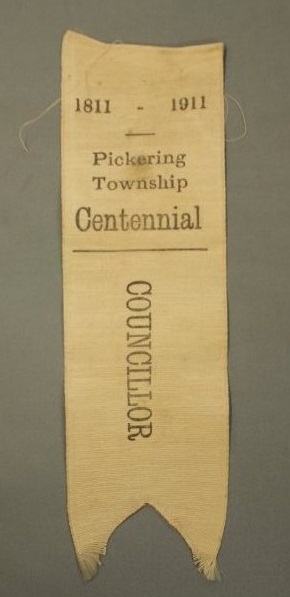 1811 - 1911
Pickering
Township
Centennial
COUNCILLOR